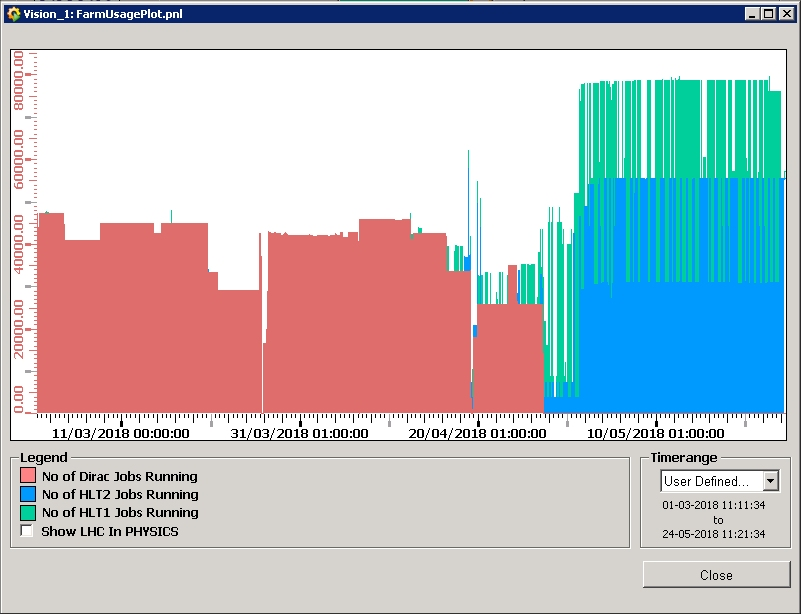 Vision_1: FarmUsagePlot.pnl
80000.00
60000.00
40000.00
20000.00
0.00
11/03/2018 00:00:00 31/03/2018 01:00:00 20/04/2018 01:00:00 10/05/2018 01:00:00
Legend
No of Dirac Jobs Running
No of HLT2 Jobs Running
No of HLT1 Jobs Running
Show LHC In PHYSICS
Timerange
User Defined...
01-03-2018 11:11:34
to
24-05-2018 11:21:34
Close